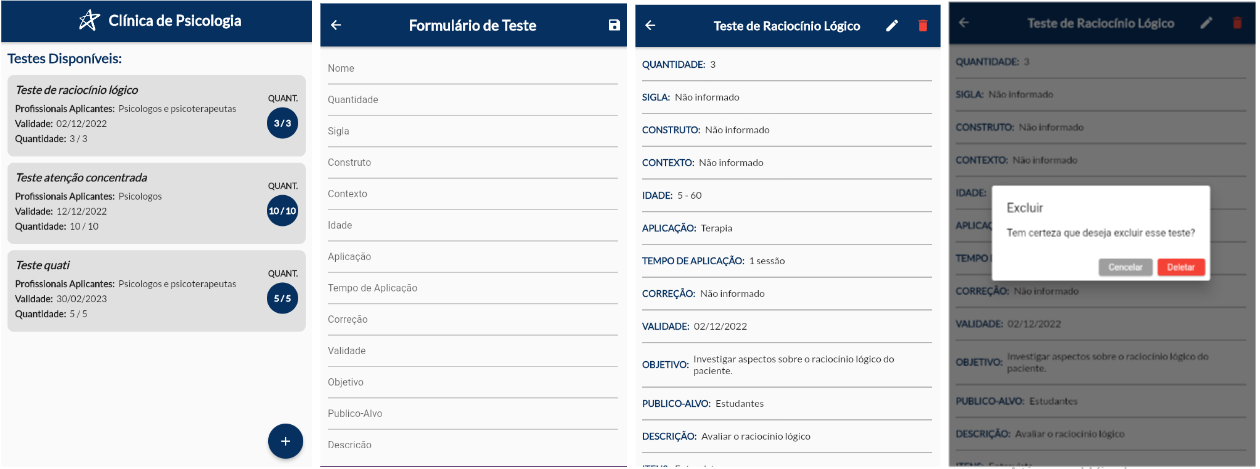 Clínica de Psicologia
Testes Disponíveis:
Teste de raciocínio lógico
Profissionais Aplicantes: Psicologos e psicoterapeutas
Validade: 02/12/2022
Quantidade: 3 / 3
QUANT.
3 / 3
Teste atenção concentrada
Profissionais Aplicantes: Psicologos
Validade: 12/12/2022
Quantidade: 10 / 10
QUANT.
10 / 10
Teste quati
Profissionais Aplicantes: Psicologos e psicoterapeutas
Validade: 30/02/2023
Quantidade: 5 / 5
QUANT.
5 / 5
+
Formulário de Teste
Nome
Quantidade
Sigla
Construto
Contexto
Idade
Aplicação
Tempo de Aplicação
Correção
Validade
Objetivo
Publico-Alvo
Descrição
Teste de Raciocínio Lógico
QUANTIDADE: 3
SIGLA: Não informado
CONSTRUTO: Não informado
CONTEXTO: Não informado
IDADE: 5 - 60
APLICAÇÃO: Terapia
TEMPO DE APLICAÇÃO: 1 sessão
CORREÇÃO: Não informado
VALIDADE: 02/12/2022
OBJETIVO: Investigar aspectos sobre o raciocínio lógico do
paciente.
PUBLICO-ALVO: Estudantes
DESCRIÇÃO: Avaliar o raciocínio lógico
Teste de Raciocínio Lógico
QUANTIDADE: 3
SIGLA: Não informado
CONSTRUTO: Não informado
CONTEXTO: Não informado
IDADE:
Excluir
Tem certeza que deseja excluir esse teste?
Cancelar
Deletar
CORREÇÃO: Não informado
VALIDADE: 02/12/2022
OBJETIVO: Investigar aspectos sobre o raciocínio lógico do
paciente.
PUBLICO-ALVO: Estudantes
DESCRIÇÃO: Avaliar o raciocínio lógico